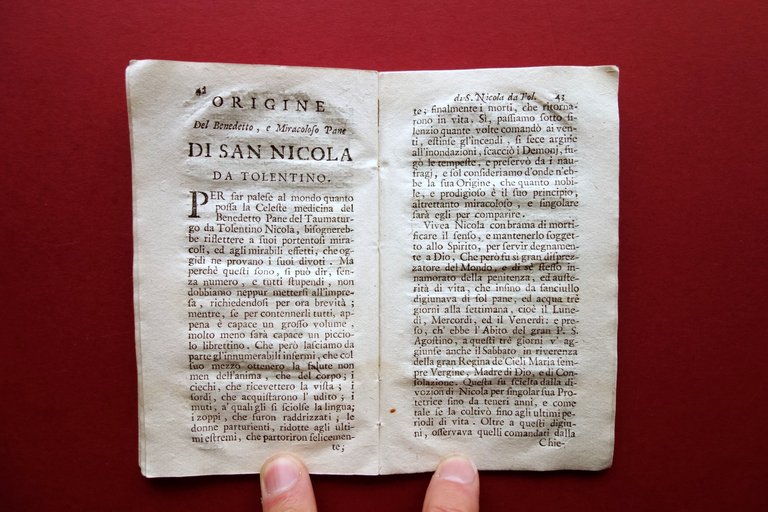 42
ORIGINE
Del Benedetto, e Miracoloso Pane
DI SAN NICOLA
DA TOLENTINO.
PER far palese al mondo quanto
possa la Celeste medicina del
Benedetto Pane del Taumatur-
go da Tolentino Nicola, bisognereb-
be riflettere a suoi portentosi mira-
coli, ed agli mirabili effetti, che og-
gidì ne provano i suoi divoti. Ma
perchè questi sono, si può dir, sen-
za numero, e tutti stupendi, non
dobbiamo neppur mettersi all'impre-
sa, richiedendosi per ora brevità;
mentre, se per contennerli tutti, ap-
pena è capace un grosso volume,
molto meno sarà capace un piccio-
lo librettino. Che però lasciamo da
parte gl'innumerabili infermi, che col
suo mezzo ottenero la salute non
men dell'anima, che del corpo; i
ciechi, che ricevettero la vista; i
sordi, che acquistarono l'udito; i
muti, a quali gli si sciolse la lingua;
i zoppi, che furon raddrizzati; le
donne parturienti, ridotte agli ulti-
mi estremi, che partoriron felicemen-
te;
di S. Nicola da Tol. 43
te; finalmente i morti, che ritorna-
rono in vita. Sì, passiamo sotto si-
lenzio quante volte comandò ai ven-
ti, estinse gl'incendi, si fece argine
all'inondazioni, scacciò i Demonj, fu-
gò le tempeste, e preservò da i nau-
fragi, e sol consideriamo d'onde n'eb-
be la sua Origine, che quanto nobi-
le, e prodigioso è il suo principio,
altrettanto miracoloso, e singolare
sarà egli per comparire.
Vivea Nicola con brama di morti-
ficare il senso, e mantenerlo sogget-
to allo Spirito, per servir degnamen-
te a Dio. Che però fu sì gran disprez-
zatore del Mondo, e di sè stesso in-
namorato della penitenza, ed auste-
rità di vita, che insino da fanciullo
digiunava di sol pane, ed acqua tre
giorni alla settimana, cioè il Lune-
dì, Mercordì, ed il Venerdì: e pre-
so, ch' ebbe l'Abito del gran P. S.
Agostino, a questi tre giorni v' ag-
giunse anche il Sabbato in riverenza
della gran Regina de' Cieli Maria sem-
pre Vergine, Madre di Dio, e di Con-
solazione. Questa fu scielta dalla di-
vozion di Nicola per singolar sua Pro-
tetrice sino da teneri anni, e come
tale se la coltivò sino agli ultimi pe-
riodi di vita. Oltre a questi digiu-
ni, osservava quelli comandati dalla
Chie-